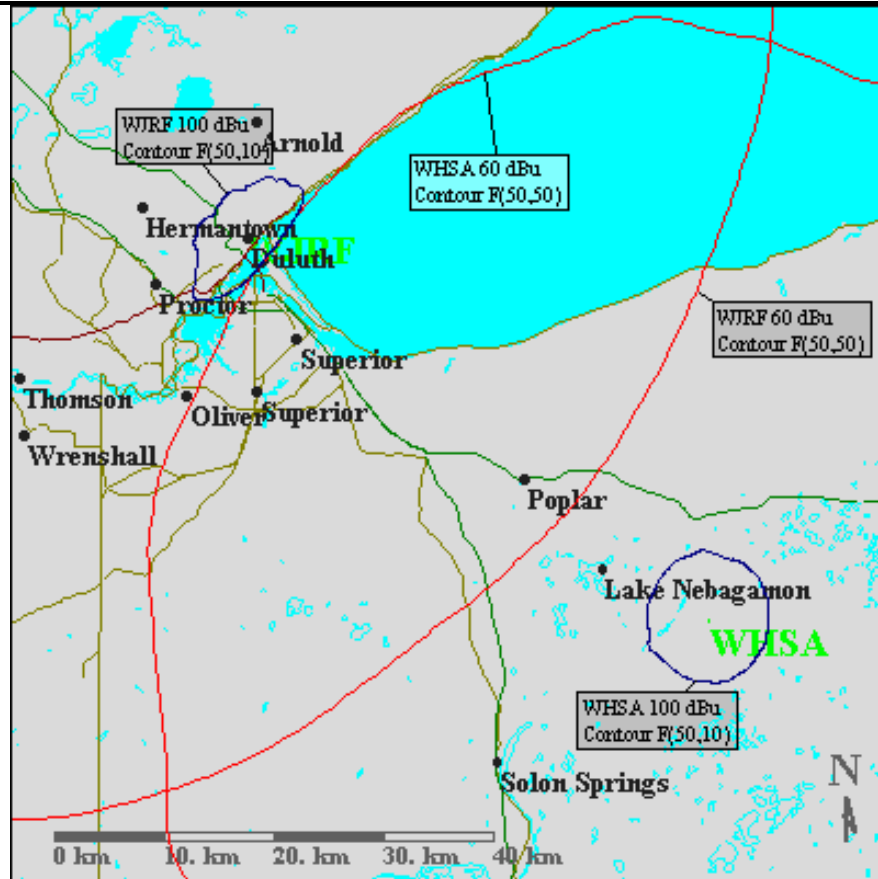 WJRF 100 dBu
Contour F(50,10)
Arnold
WHSA 60 dBu
Contour F(50,50)
Hermantown
WJRF
Duluth
Proctor
WJRF 60 dBu
Contour F(50,50)
Superior
Thomson
Oliver
Superior
Wrenshall
Poplar
Lake Nebagamon
WHSA
WHSA 100 dBu
Contour F(50,10)
Solon Springs
N
0 km 10. km 20. km 30. km 40 km